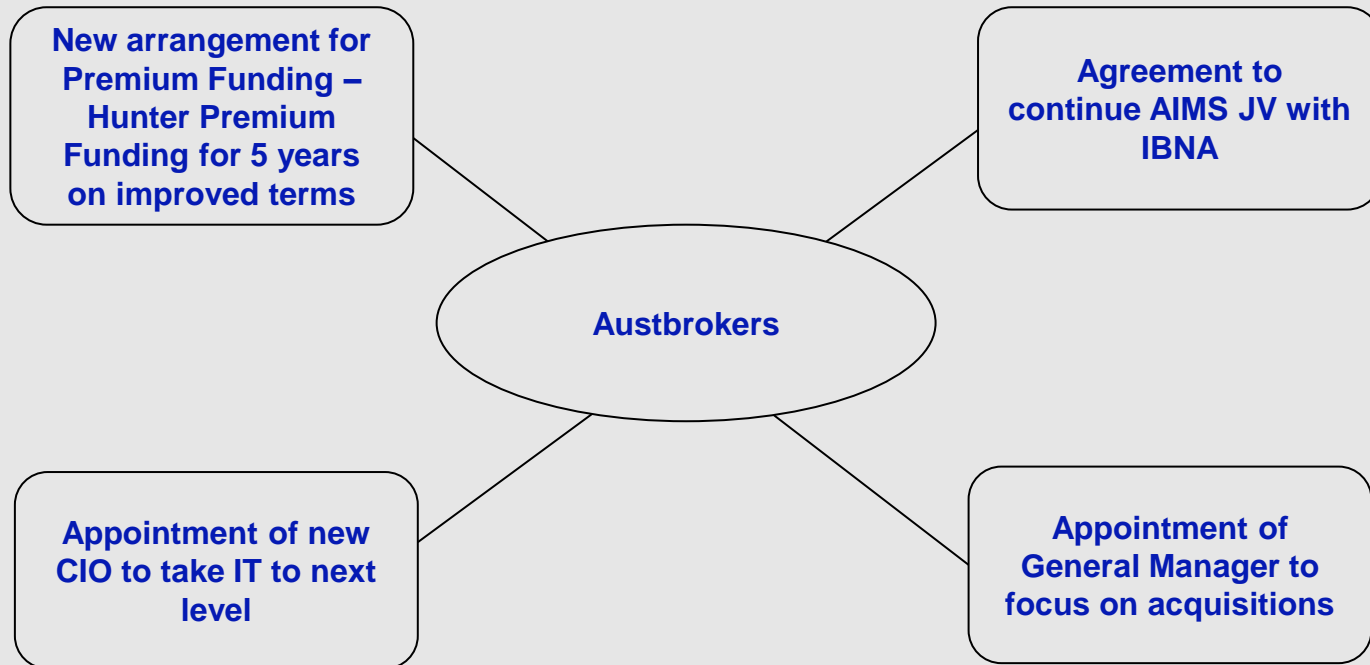 New arrangement for
Premium Funding –
Hunter Premium
Funding for 5 years
on improved terms
Agreement to
continue AIMS JV with
IBNA
Austbrokers
Appointment of new
CIO to take IT to next
level
Appointment of
General Manager to
focus on acquisitions